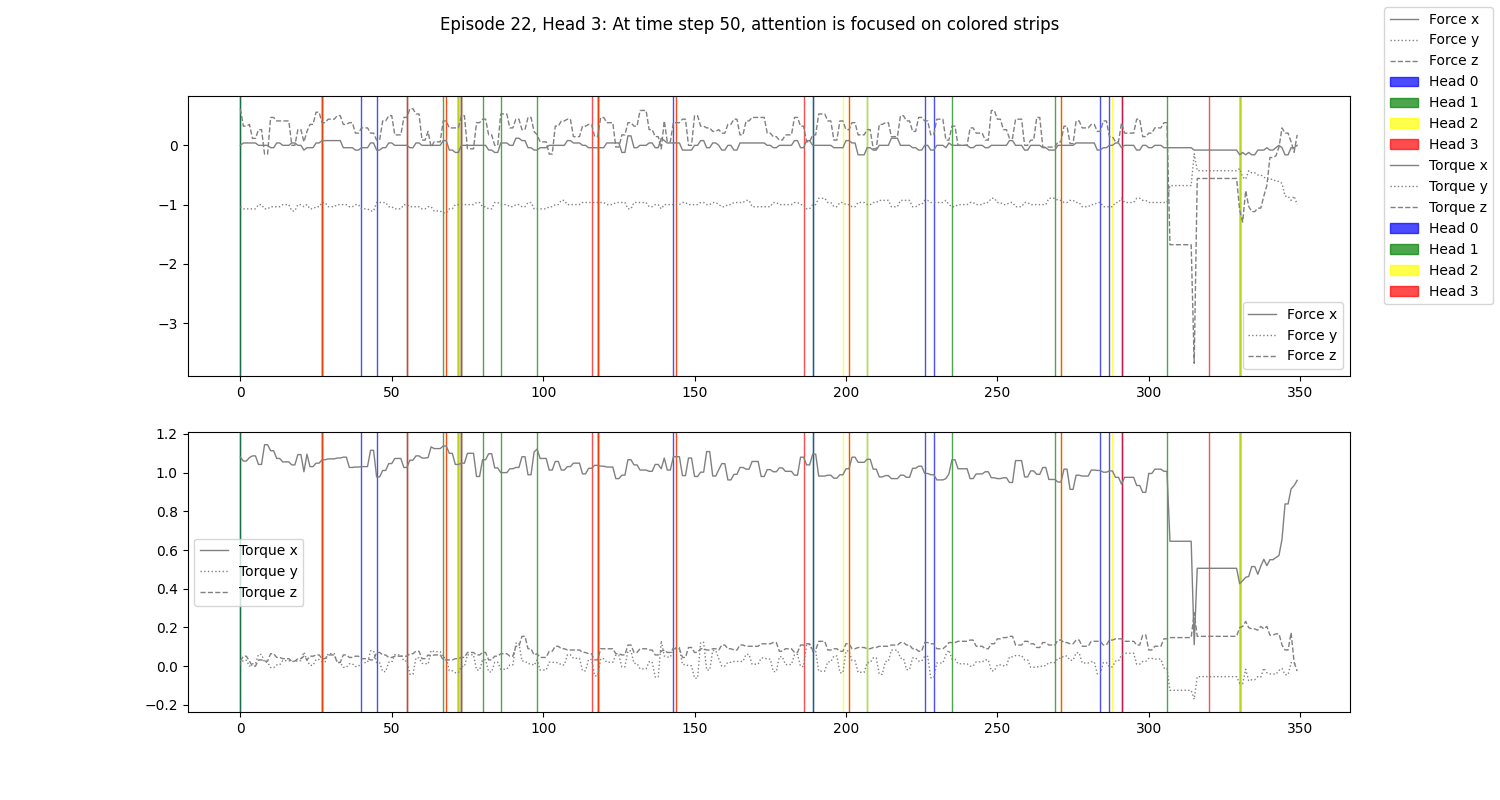 Episode 22, Head 3: At time step 50, attention is focused on colored strips
Force x
Force y
Force z
Head 0
Head 1
Head 2
Head 3
Torque x
Torque y
Torque z
Head 0
Head 1
Head 2
Head 3
0
−1
−2
−3
Force x
Force y
Force z
0 50 100 150 200 250 300 350
1.2
1.0
0.8
0.6
0.4
0.2
0.0
−0.2
Torque x
Torque y
Torque z
0 50 100 150 200 250 300 350